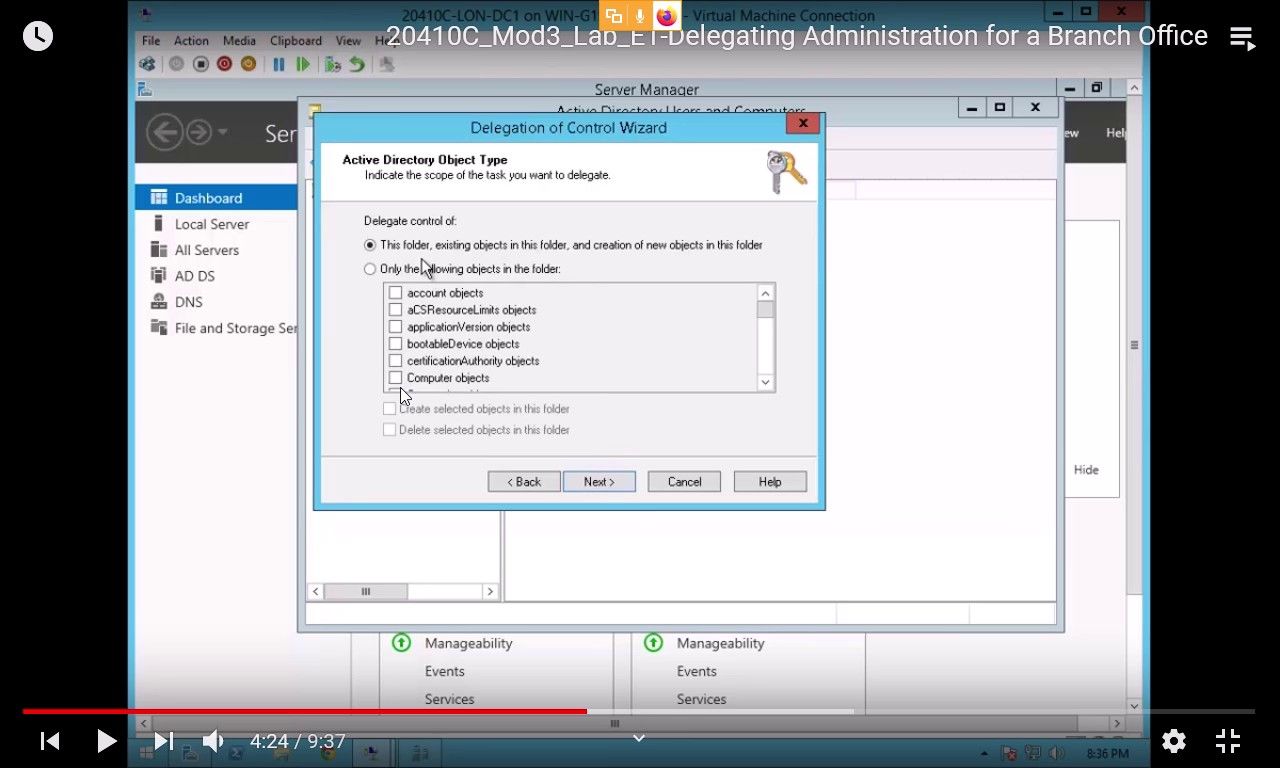 20410C-LON-DC1 on WIN-G1 - Virtual Machine Connection
20410C_Mod3_Lab_E1-Delegating Administration for a Branch Office
File Action Media Clipboard View
Server Manager
Active Directory Users and Computers
Delegation of Control Wizard
Active Directory Object Type
Indicate the scope of the task you want to delegate.
Dashboard
Local Server
All Servers
AD DS
DNS
File and Storage Ser
Delegate control of:
This folder, existing objects in this folder, and creation of new objects in this folder
Only the following objects in the folder:
account objects
aCSResourceLimits objects
applicationVersion objects
bootableDevice objects
certificationAuthority objects
Computer objects
Create selected objects in this folder
Delete selected objects in this folder
< Back Next > Cancel Help
Hide
Manageability Manageability
Events Events
Services Services
4:24 / 9:37
8:36 PM